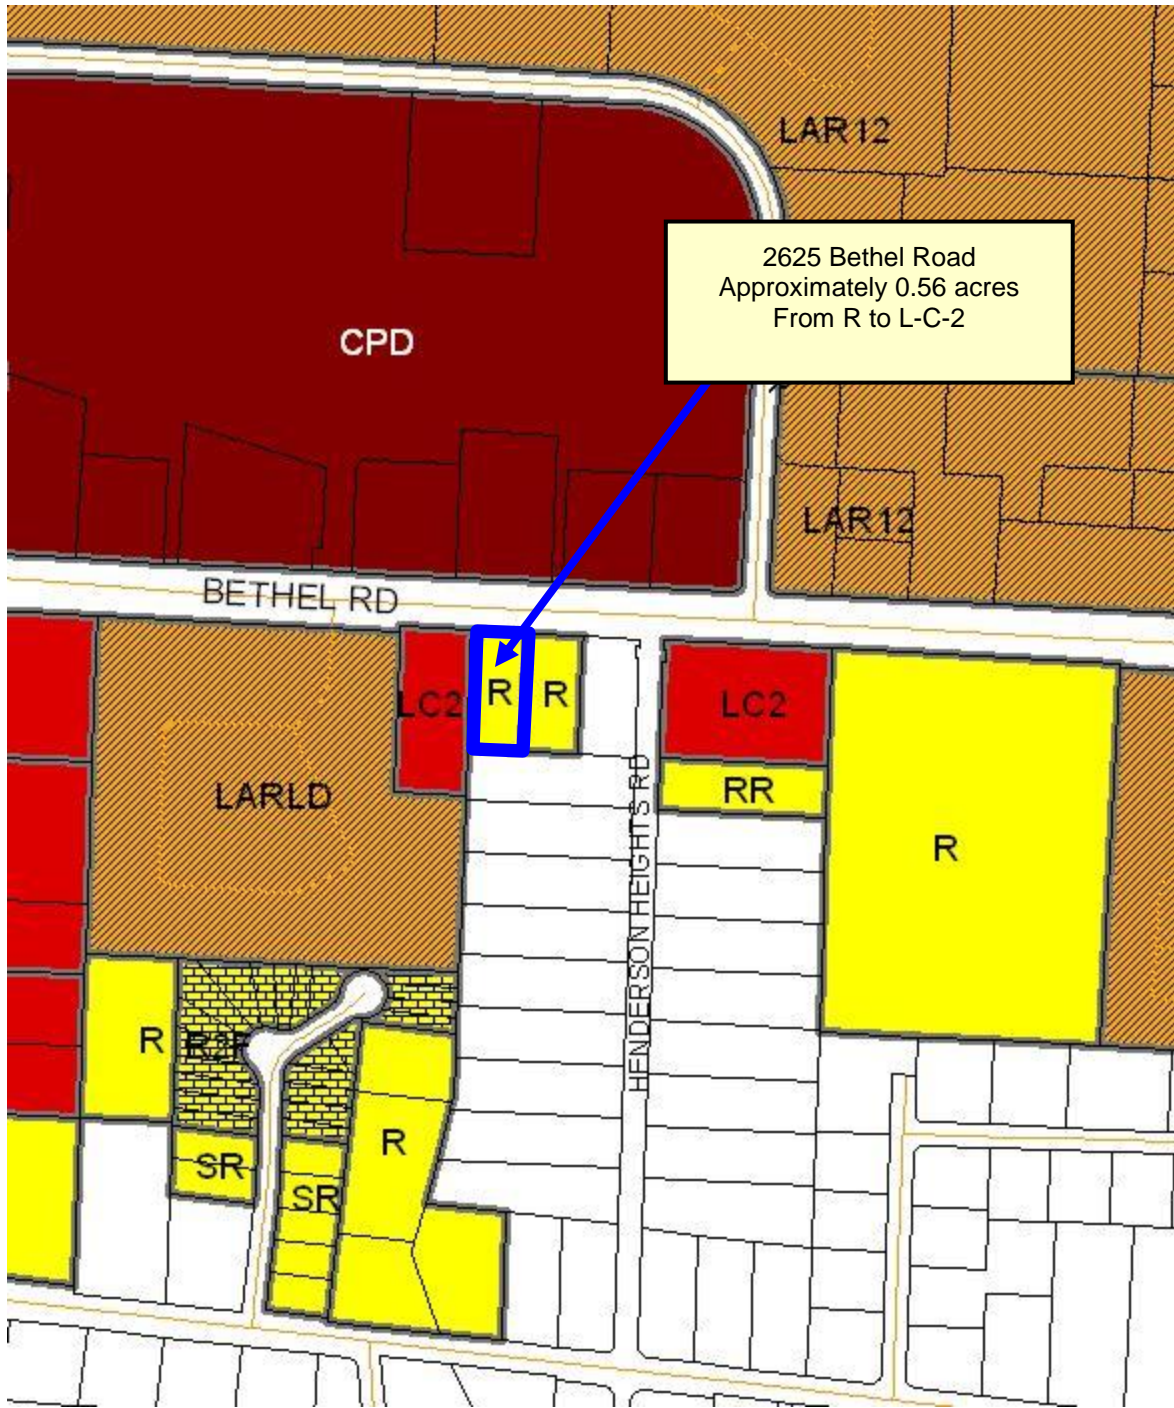 LAR12
2625 Bethel Road
Approximately 0.56 acres
From R to L-C-2
CPD
LAR12
BETHEL RD
LC2
R
R
LC2
RR
LARLD
R
HENDERSON HEIGHTS RD
R
R2F
R
SR
SR